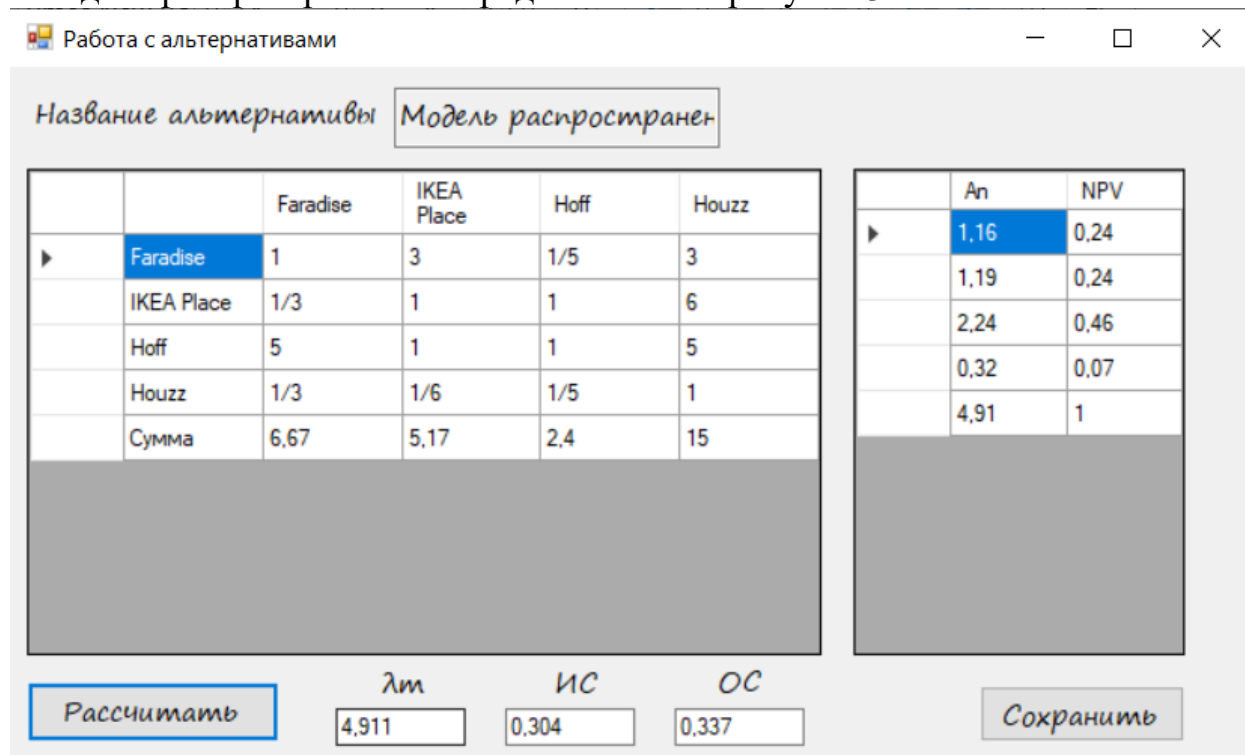 Работа с альтернативами
Название альтернативы Модель распростран
Faradise IKEA Place Hoff Houzz
Faradise 1 3 1/5 3
IKEA Place 1/3 1 1 6
Hoff 5 1 1 5
Houzz 1/3 1/6 1/5 1
Сумма 6,67 5,17 2,4 15
An NPV
1,16 0,24
1,19 0,24
2,24 0,46
0,32 0,07
4,91 1
Рассчитать
λm ИС ОС
4,911 0,304 0,337
Сохранить